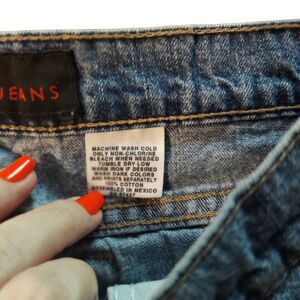 JEANS
MACHINE WASH COLD
ONLY NON-CHLORINE
BLEACH WHEN NEEDED
TUMBLE DRY LOW
WARM IRON IF DESIRED
WASH DARK COLORS
AND PRINTS SEPARATELY
100% COTTON
ASSEMBLED IN MEXICO